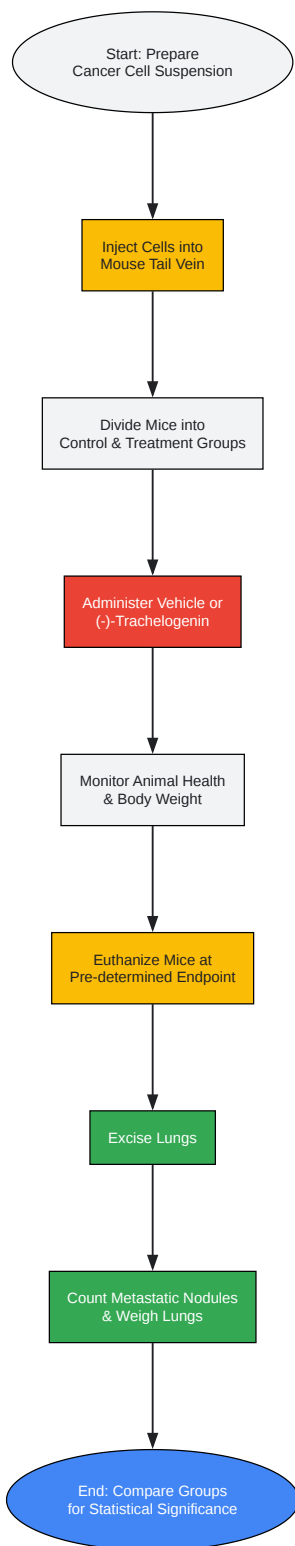 Start: Prepare
Cancer Cell Suspension
Inject Cells into
Mouse Tail Vein
Divide Mice into
Control & Treatment Groups
Administer Vehicle or
(-)-Trachelogenin
Monitor Animal Health
& Body Weight
Euthanize Mice at
Pre-determined Endpoint
Excise Lungs
Count Metastatic Nodules
& Weigh Lungs
End: Compare Groups
for Statistical Significance